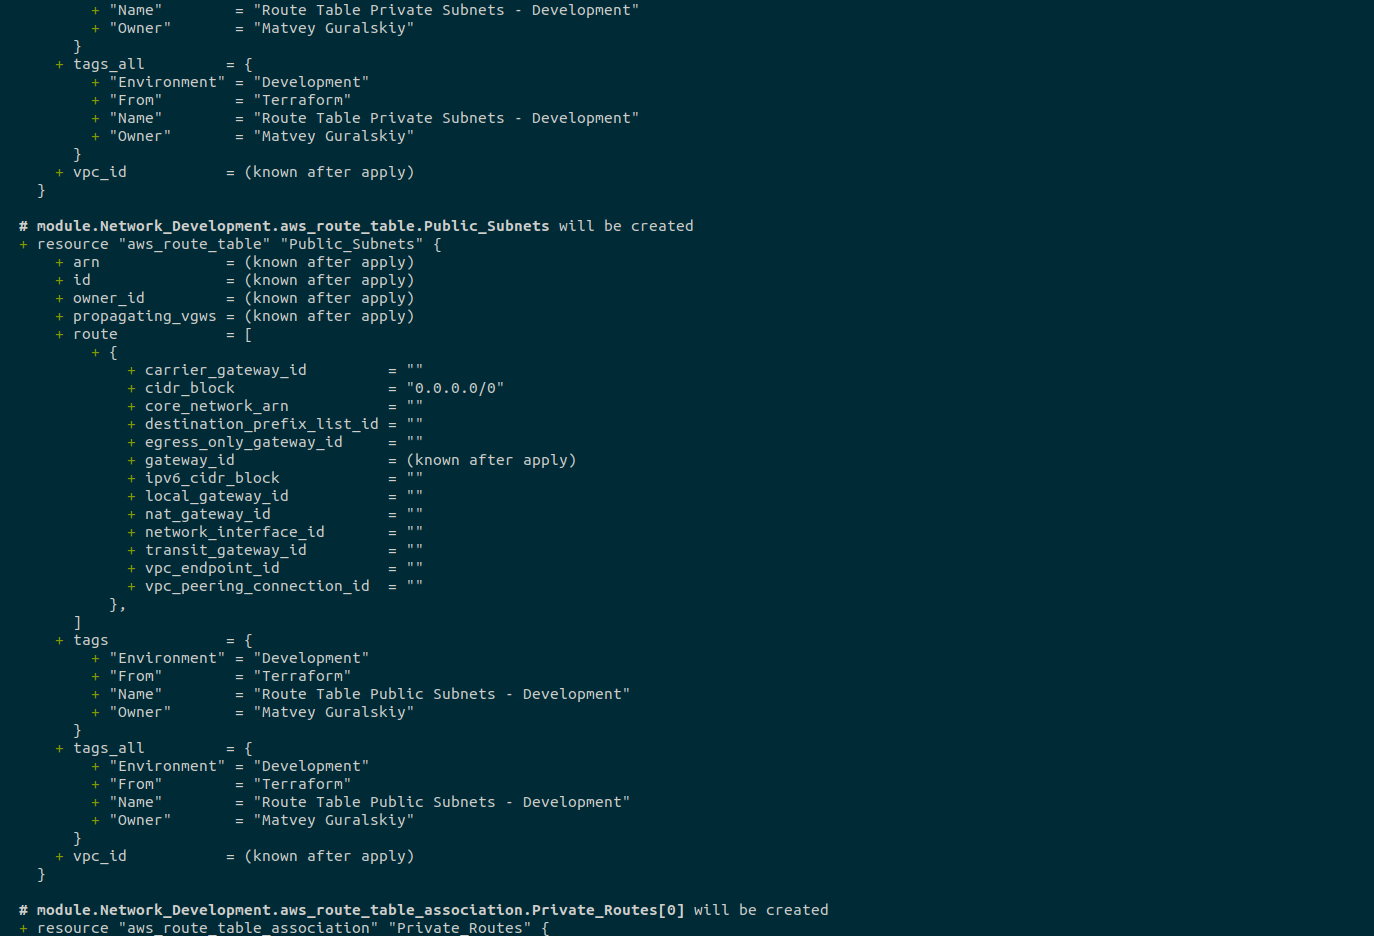 + "Name"        = "Route Table Private Subnets - Development"
+ "Owner"       = "Matvey Guralskiy"
}
+ tags_all         = {
+ "Environment" = "Development"
+ "From"        = "Terraform"
+ "Name"        = "Route Table Private Subnets - Development"
+ "Owner"       = "Matvey Guralskiy"
}
+ vpc_id           = (known after apply)
}
# module.Network_Development.aws_route_table.Public_Subnets will be created
+ resource "aws_route_table" "Public_Subnets" {
+ arn              = (known after apply)
+ id               = (known after apply)
+ owner_id         = (known after apply)
+ propagating_vgws = (known after apply)
+ route            = [
+ {
+ carrier_gateway_id         = ""
+ cidr_block                 = "0.0.0.0/0"
+ core_network_arn           = ""
+ destination_prefix_list_id = ""
+ egress_only_gateway_id     = ""
+ gateway_id                 = (known after apply)
+ ipv6_cidr_block            = ""
+ local_gateway_id           = ""
+ nat_gateway_id             = ""
+ network_interface_id       = ""
+ transit_gateway_id         = ""
+ vpc_endpoint_id            = ""
+ vpc_peering_connection_id  = ""
},
]
+ tags             = {
+ "Environment" = "Development"
+ "From"        = "Terraform"
+ "Name"        = "Route Table Public Subnets - Development"
+ "Owner"       = "Matvey Guralskiy"
}
+ tags_all         = {
+ "Environment" = "Development"
+ "From"        = "Terraform"
+ "Name"        = "Route Table Public Subnets - Development"
+ "Owner"       = "Matvey Guralskiy"
}
+ vpc_id           = (known after apply)
}
# module.Network_Development.aws_route_table_association.Private_Routes[0] will be created
+ resource "aws_route_table_association" "Private_Routes" {